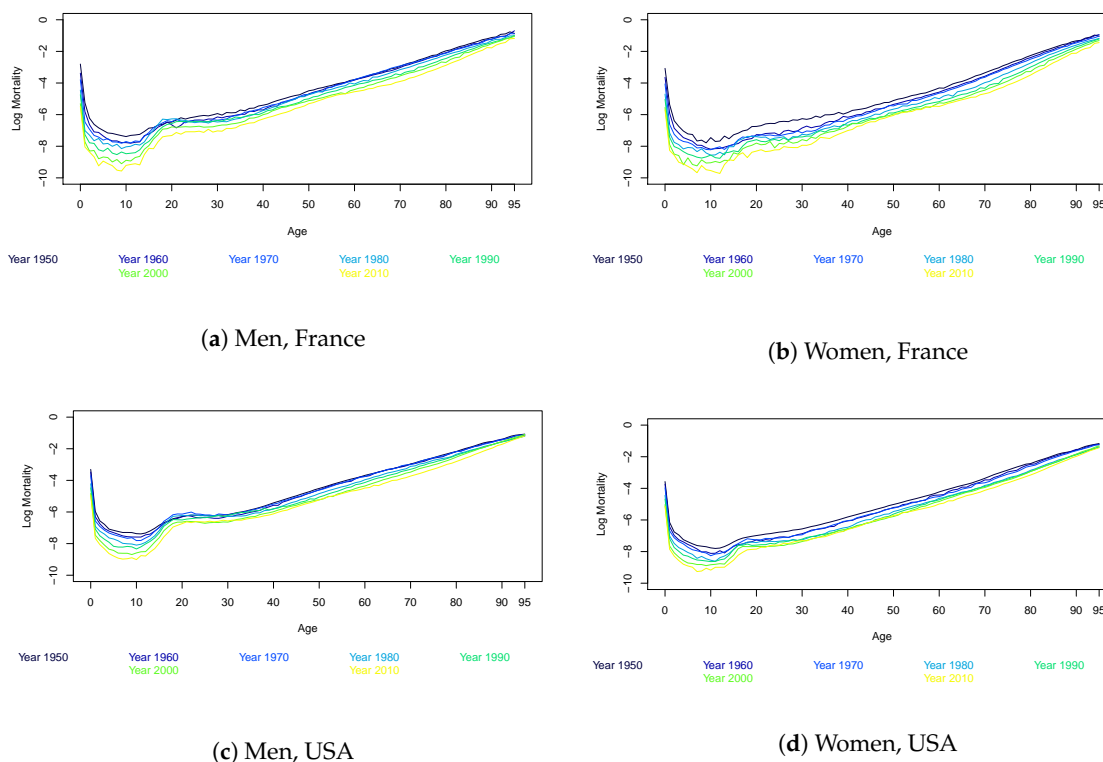 0
−2
−4
−6
−8
−10
Log Mortality
0 10 20 30 40 50 60 70 80 90 95
Age
Year 1950 Year 1960 Year 1970 Year 1980 Year 1990
Year 2000 Year 2010
(a) Men, France
0
−2
−4
−6
−8
−10
Log Mortality
0 10 20 30 40 50 60 70 80 90 95
Age
Year 1950 Year 1960 Year 1970 Year 1980 Year 1990
Year 2000 Year 2010
(b) Women, France
0
−2
−4
−6
−8
−10
Log Mortality
0 10 20 30 40 50 60 70 80 90 95
Age
Year 1950 Year 1960 Year 1970 Year 1980 Year 1990
Year 2000 Year 2010
(c) Men, USA
0
−2
−4
−6
−8
−10
Log Mortality
0 10 20 30 40 50 60 70 80 90 95
Age
Year 1950 Year 1960 Year 1970 Year 1980 Year 1990
Year 2000 Year 2010
(d) Women, USA